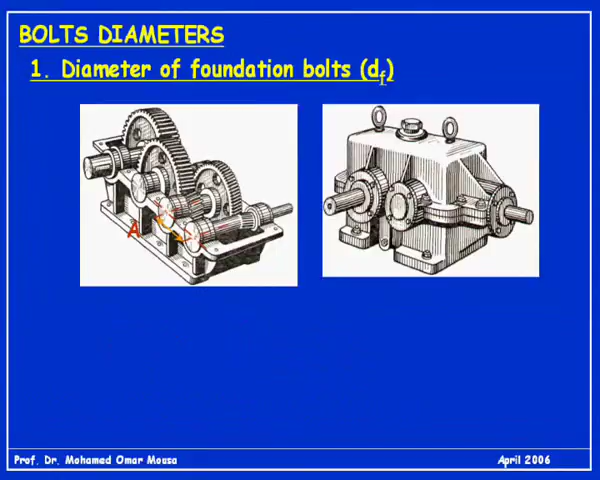 BOLTS DIAMETERS
1. Diameter of foundation bolts (df)
A
Prof. Dr. Mohamed Omar Mousa
April 2006